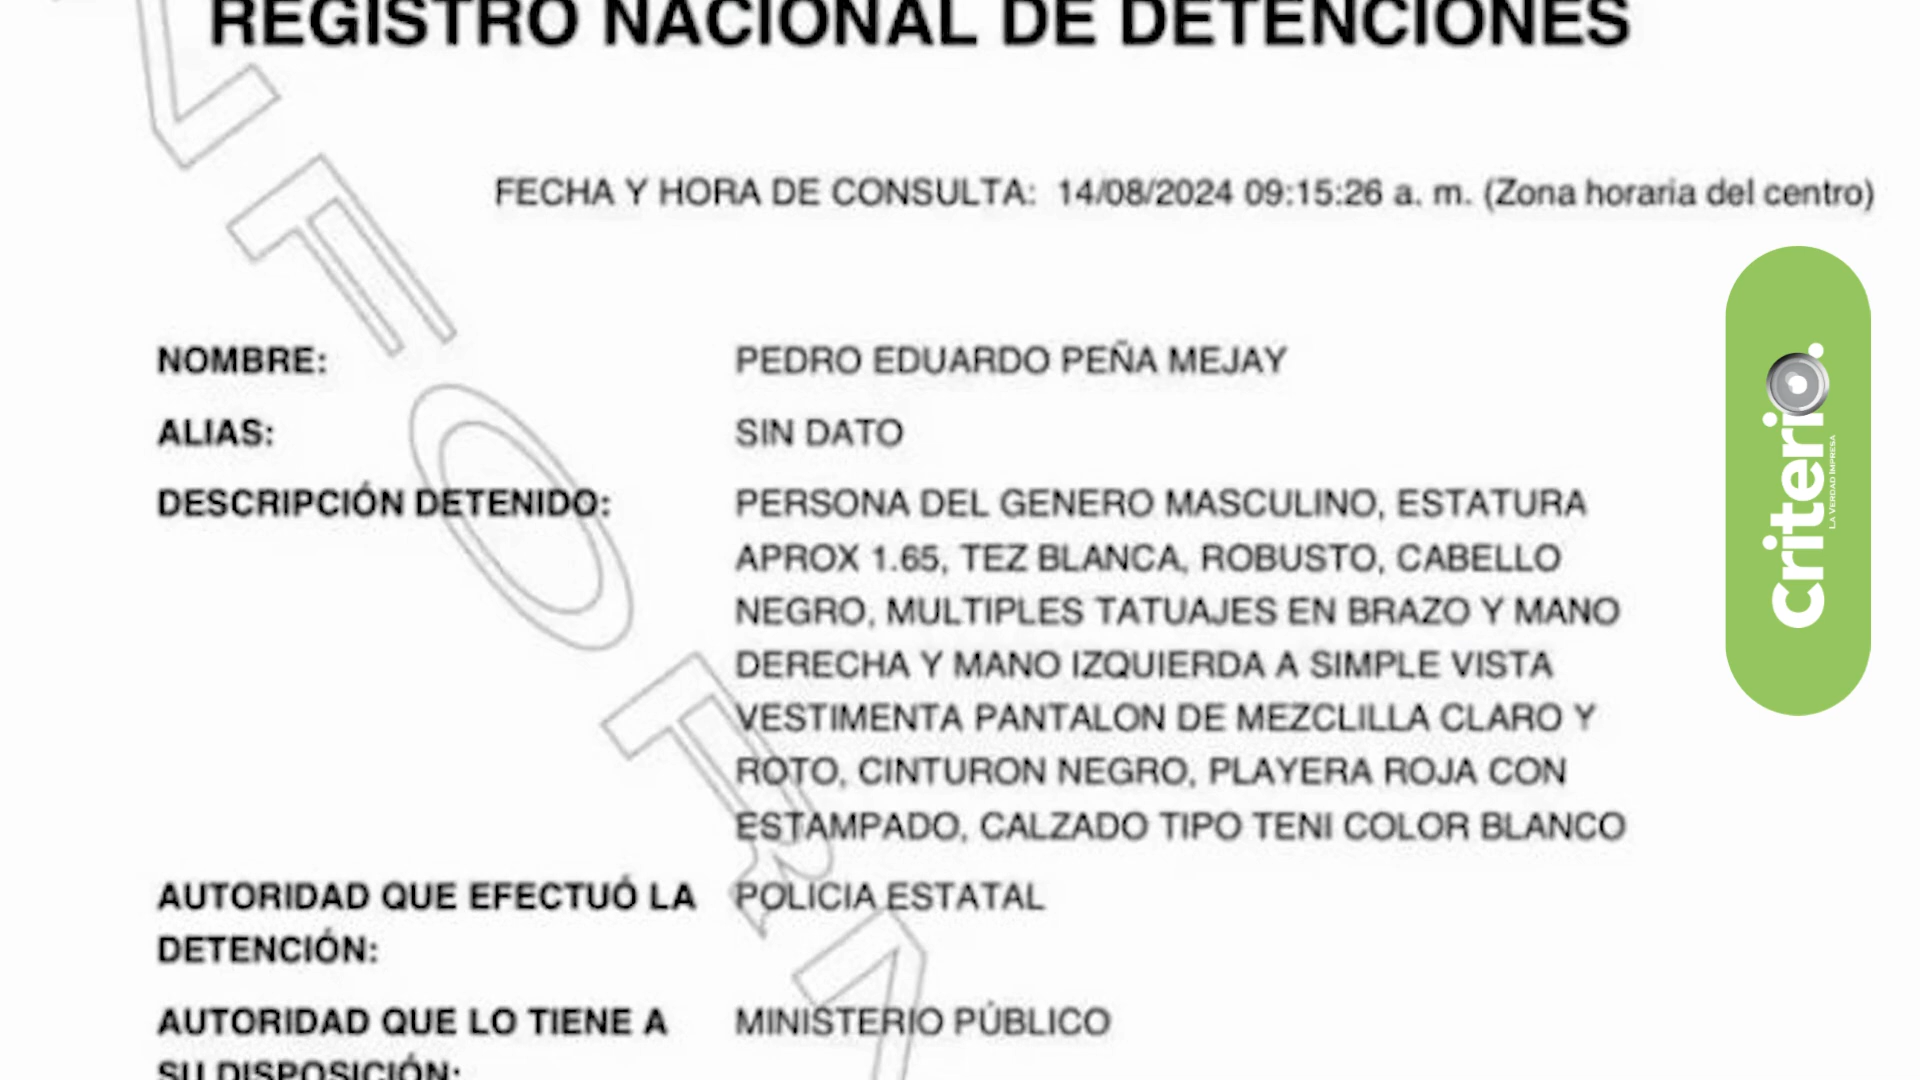 REGISTRO NACIONAL DE DETENCIONES
FECHA Y HORA DE CONSULTA: 14/08/2024 09:15:26 a. m. (Zona horaria del centro)
NOMBRE: PEDRO EDUARDO PEÑA MEJAY
ALIAS: SIN DATO
DESCRIPCIÓN DETENIDO: PERSONA DEL GENERO MASCULINO, ESTATURA
APROX 1.65, TEZ BLANCA, ROBUSTO, CABELLO
NEGRO, MULTIPLES TATUAJES EN BRAZO Y MANO
DERECHA Y MANO IZQUIERDA A SIMPLE VISTA
VESTIMENTA PANTALON DE MEZCLILLA CLARO Y
ROTO, CINTURON NEGRO, PLAYERA ROJA CON
ESTAMPADO, CALZADO TIPO TENI COLOR BLANCO
AUTORIDAD QUE EFECTUÓ LA POLICIA ESTATAL
DETENCIÓN:
AUTORIDAD QUE LO TIENE A MINISTERIO PÚBLICO
SU DISPOSICIÓN:
Criterio.
LA VERDAD IMPRESA